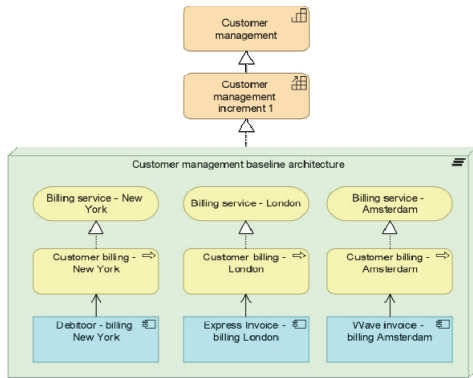 Customer
management
Customer
management
increment 1
Customer management baseline architecture
Billing service – New
York
Billing service - London
Billing service -
Amsterdam
Customer billing -
New York
Customer billing -
London
Customer billing -
Amsterdam
Debitoor - billing
New York
Express Invoice -
billing London
Wave invoice -
billing Amsterdam